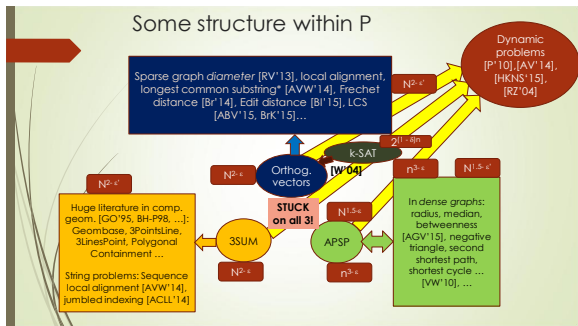 Some structure within P
Dynamic
problems
[P'10],[AV'14],
[HKNS'15],
[RZ'04]
Sparse graph diameter [RV'13], local alignment,
longest common substring* [AVW'14], Frechet
distance [Br'14], Edit distance [BI'15], LCS
[ABV'15, BrK'15]…
N2- ε'
k-SAT
2(1 - δ)n
[W'04]
N2- ε
Orthog.
vectors
N2- ε'
n3- ε
N1.5- ε'
STUCK
on all 3!
N1.5-ε
Huge literature in comp.
geom. [GO'95, BH-P98, …]:
Geombase, 3PointsLine,
3LinesPoint, Polygonal
Containment …
String problems: Sequence
local alignment [AVW'14],
jumbled indexing [ACLL'14]
3SUM
N2- ε
APSP
n3- ε
In dense graphs:
radius, median,
betweenness
[AGV'15], negative
triangle, second
shortest path,
shortest cycle …
[VW'10], …